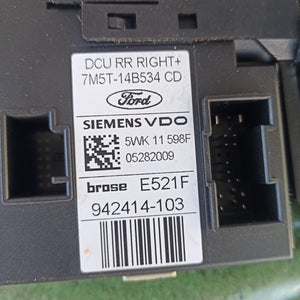 DCU RR RIGHT+
7M5T-14B534 CD
Ford
SIEMENS VDO
5WK 11 598F
05282009
brose E521F
942414-103